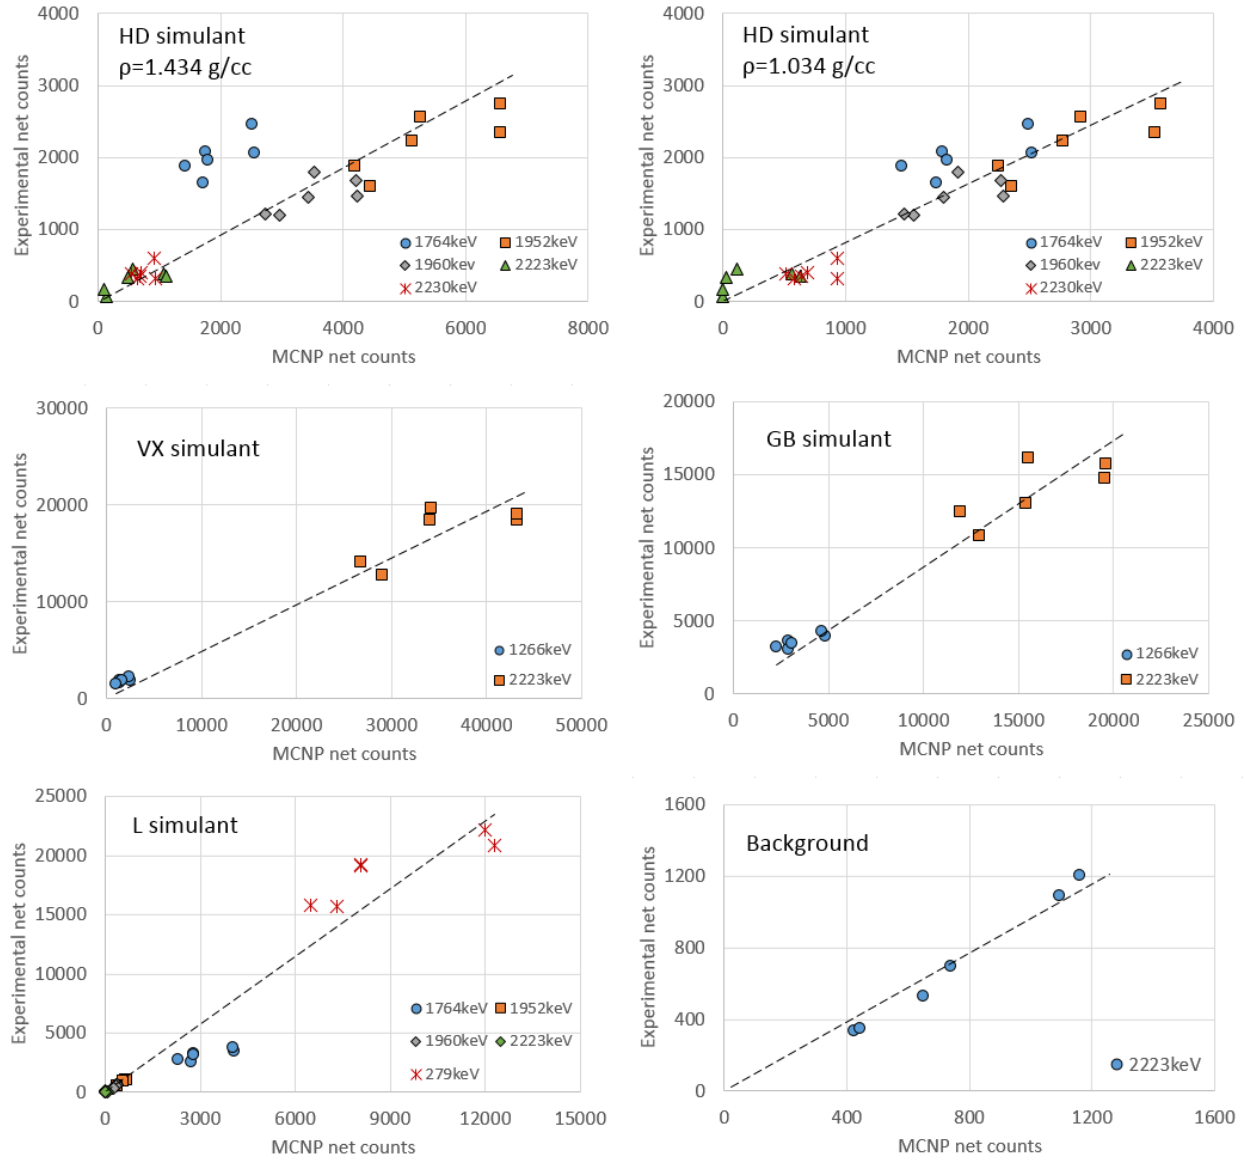 HD simulant
ρ=1.434 g/cc
Experimental net counts
4000
3000
2000
1000
0
0 2000 4000 6000 8000
MCNP net counts
1764keV 1952keV
1960kev 2223keV
2230keV
HD simulant
ρ=1.034 g/cc
Experimental net counts
4000
3000
2000
1000
0
0 1000 2000 3000 4000
MCNP net counts
1764keV 1952keV
1960keV 2223keV
2230keV
VX simulant
Experimental net counts
30000
20000
10000
0
0 10000 20000 30000 40000 50000
MCNP net counts
1266keV
2223keV
GB simulant
Experimental net counts
20000
15000
10000
5000
0
0 5000 10000 15000 20000 25000
MCNP net counts
1266keV
2223keV
L simulant
Experimental net counts
25000
20000
15000
10000
5000
0
0 3000 6000 9000 12000 15000
MCNP net counts
1764keV 1952keV
1960keV 2223keV
279keV
Background
Experimental net counts
1600
1200
800
400
0
0 400 800 1200 1600
MCNP net counts
2223keV